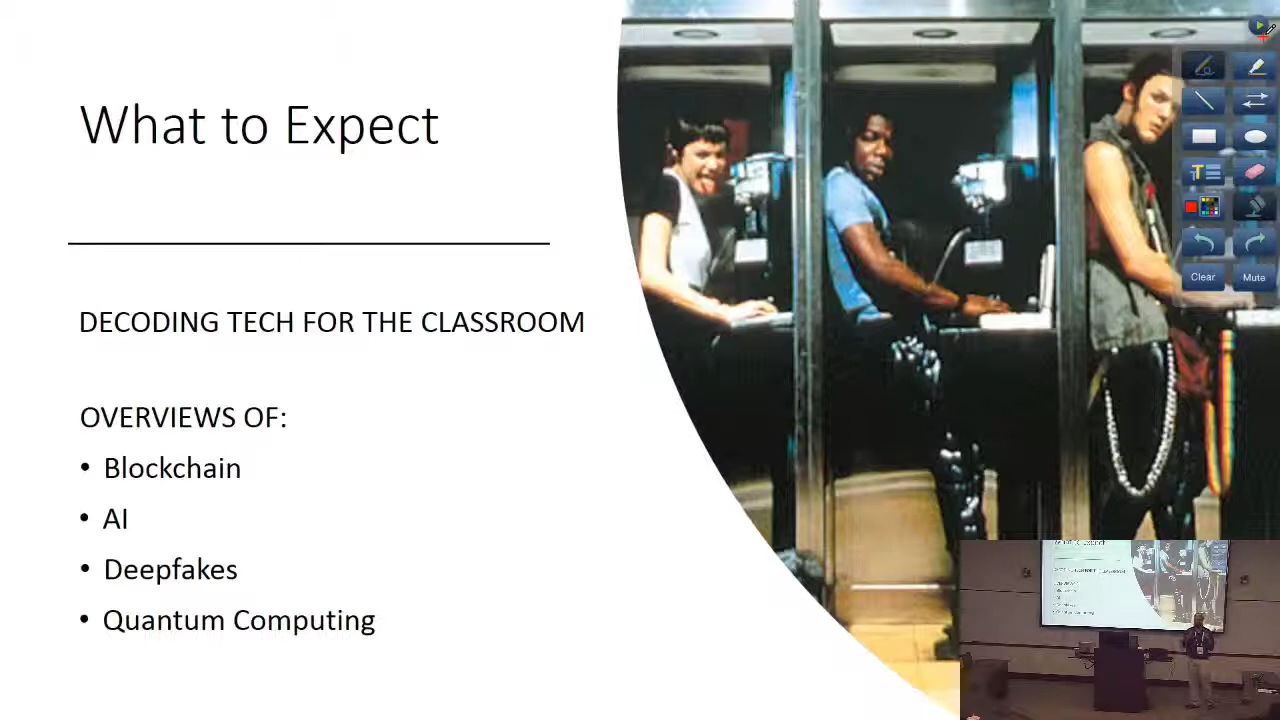 What to Expect
DECODING TECH FOR THE CLASSROOM
OVERVIEWS OF:
• Blockchain
• AI
• Deepfakes
• Quantum Computing
T
Clear
Mute